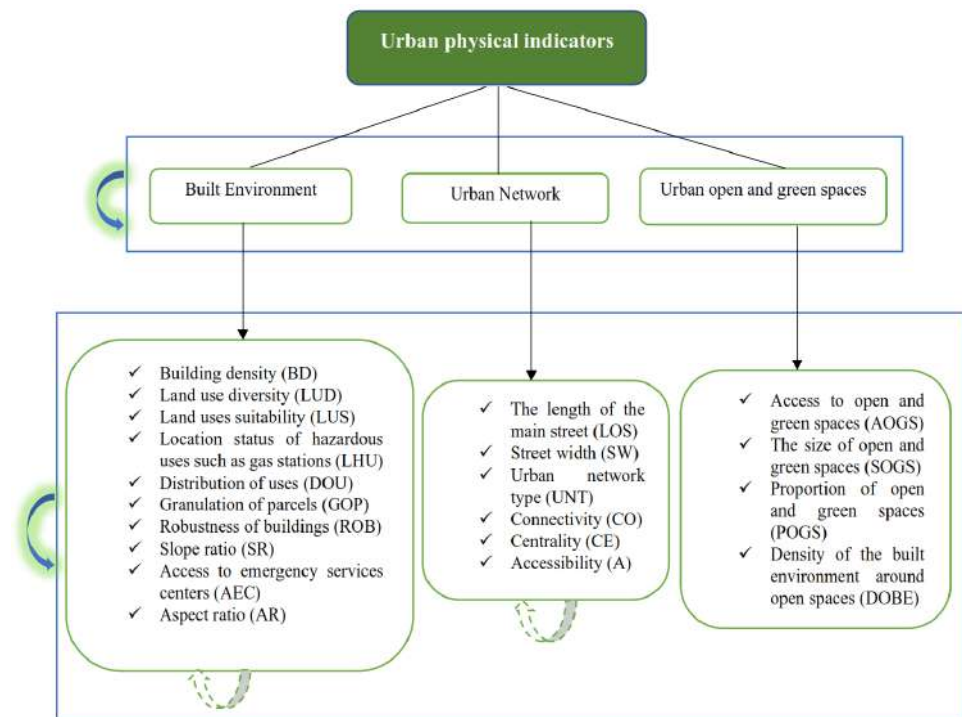 Urban physical indicators
Built Environment
Urban Network
Urban open and green spaces
✓ Building density (BD)
✓ Land use diversity (LUD)
✓ Land uses suitability (LUS)
✓ Location status of hazardous
uses such as gas stations (LHU)
✓ Distribution of uses (DOU)
✓ Granulation of parcels (GOP)
✓ Robustness of buildings (ROB)
✓ Slope ratio (SR)
✓ Access to emergency services
centers (AEC)
✓ Aspect ratio (AR)
✓ The length of the
main street (LOS)
✓ Street width (SW)
✓ Urban network
type (UNT)
✓ Connectivity (CO)
✓ Centrality (CE)
✓ Accessibility (A)
✓ Access to open and
green spaces (AOGS)
✓ The size of open and
green spaces (SOGS)
✓ Proportion of open
and green spaces
(POGS)
✓ Density of the built
environment around
open spaces (DOBE)